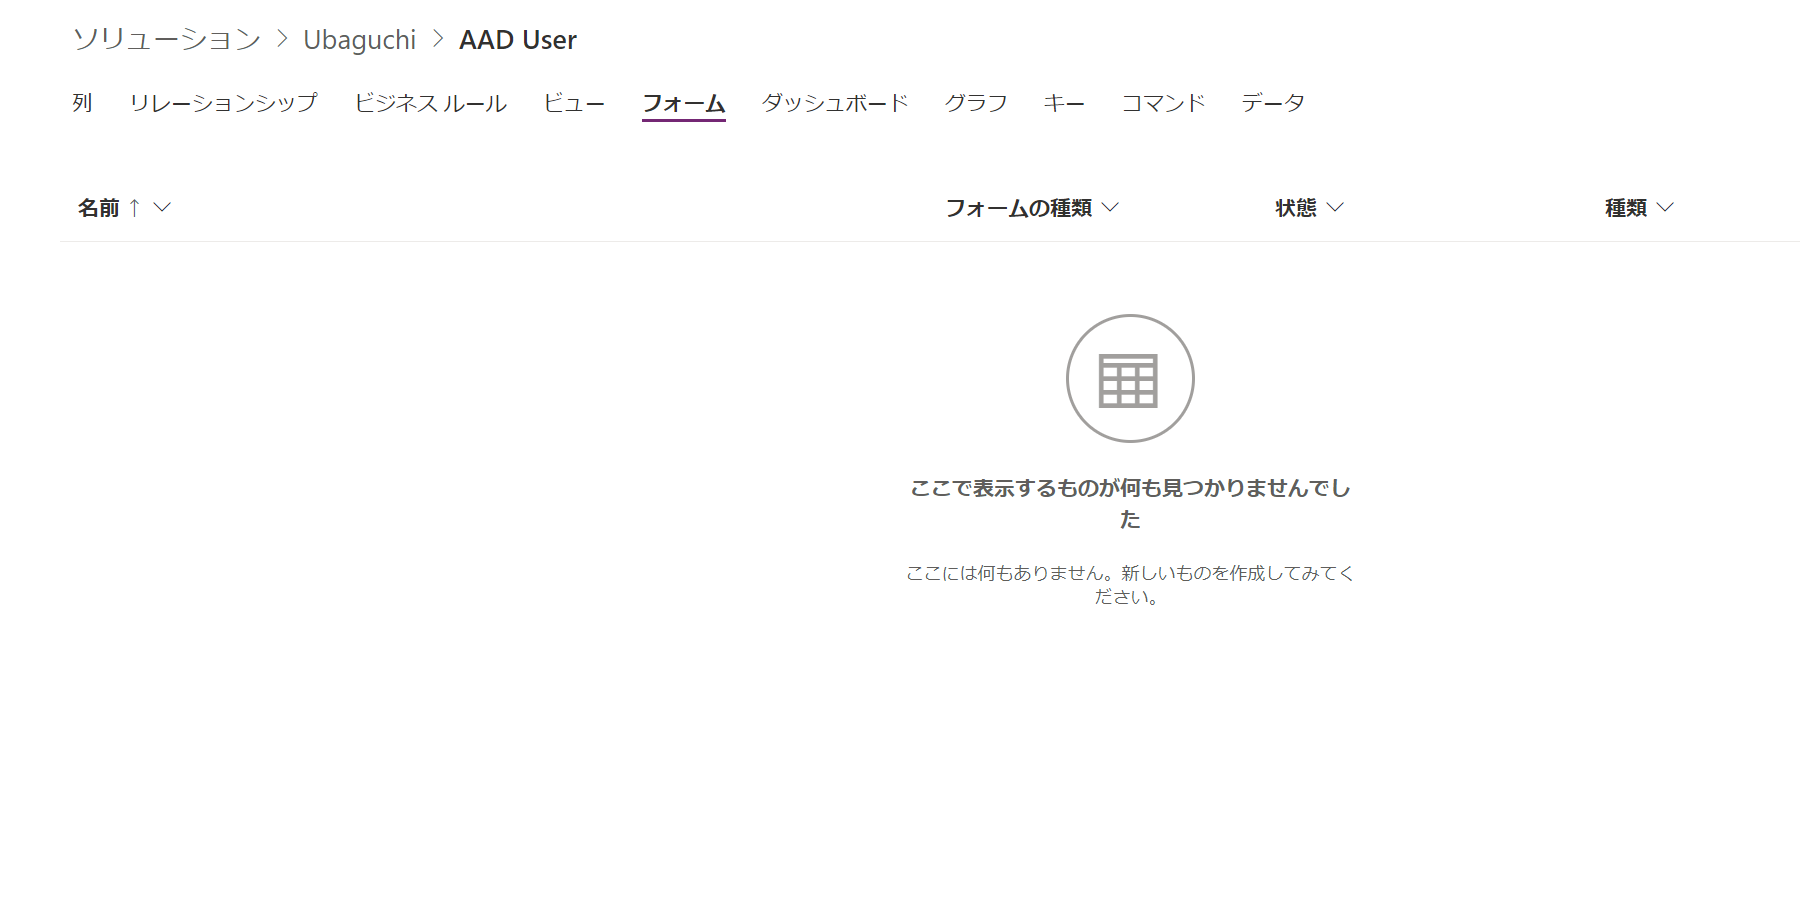 ソリューション > Ubaguchi > AAD User
列 リレーションシップ ビジネス ルール ビュー フォーム ダッシュボード グラフ キー コマンド データ
名前 ↑ フォームの種類 状態 種類
ここで表示するものが何も見つかりませんでし
た
ここには何もありません。新しいものを作成してみてく
ださい。